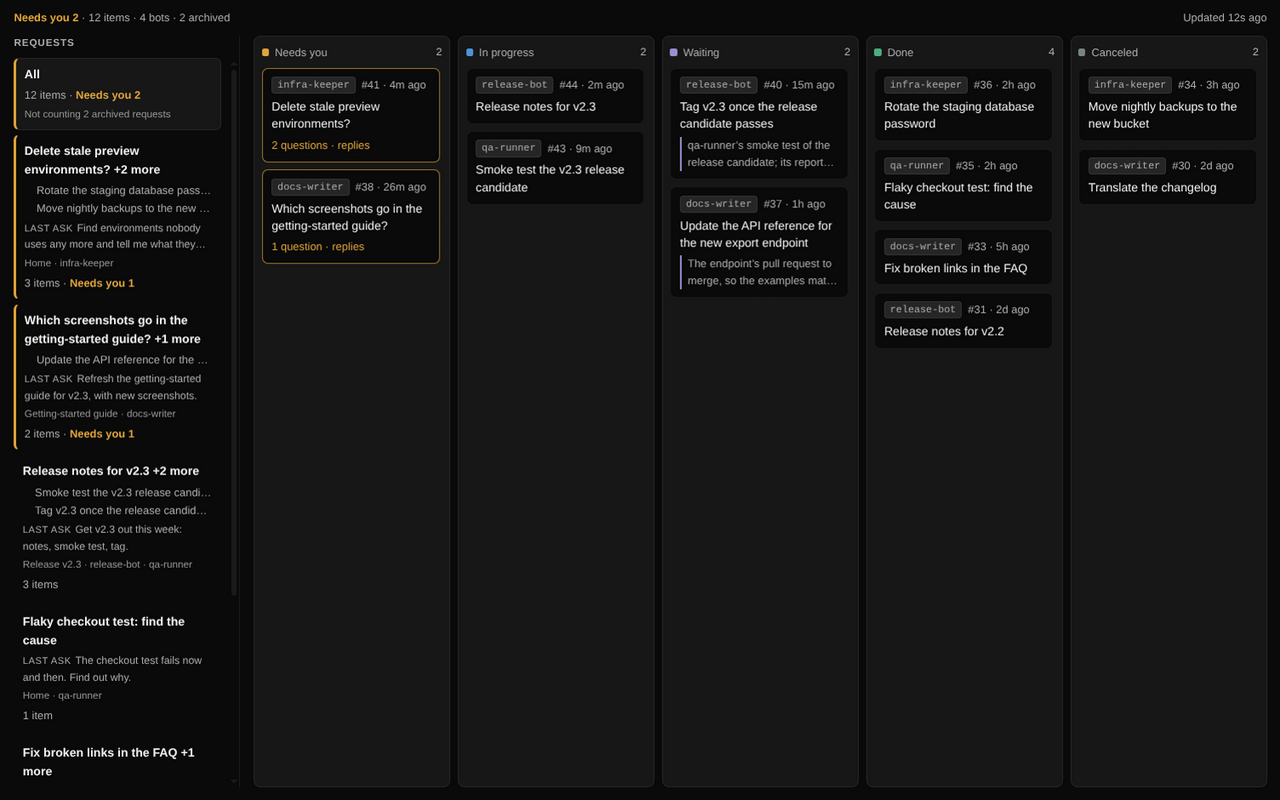 Needs you 2 · 12 items · 4 bots · 2 archived
Updated 12s ago
REQUESTS
All
12 items · Needs you 2
Not counting 2 archived requests
Delete stale preview
environments? +2 more
Rotate the staging database pass…
Move nightly backups to the new …
LAST ASK Find environments nobody
uses any more and tell me what they…
Home · infra-keeper
3 items · Needs you 1
Which screenshots go in the
getting-started guide? +1 more
Update the API reference for the …
LAST ASK Refresh the getting-started
guide for v2.3, with new screenshots.
Getting-started guide · docs-writer
2 items · Needs you 1
Release notes for v2.3 +2 more
Smoke test the v2.3 release candi…
Tag v2.3 once the release candid…
LAST ASK Get v2.3 out this week:
notes, smoke test, tag.
Release v2.3 · release-bot · qa-runner
3 items
Flaky checkout test: find the
cause
LAST ASK The checkout test fails now
and then. Find out why.
Home · qa-runner
1 item
Fix broken links in the FAQ +1
more
Needs you 2
infra-keeper #41 · 4m ago
Delete stale preview
environments?
2 questions · replies
docs-writer #38 · 26m ago
Which screenshots go in the
getting-started guide?
1 question · replies
In progress 2
release-bot #44 · 2m ago
Release notes for v2.3
qa-runner #43 · 9m ago
Smoke test the v2.3 release
candidate
Waiting 2
release-bot #40 · 15m ago
Tag v2.3 once the release
candidate passes
qa-runner’s smoke test of the
release candidate; its report…
docs-writer #37 · 1h ago
Update the API reference for
the new export endpoint
The endpoint’s pull request to
merge, so the examples mat…
Done 4
infra-keeper #36 · 2h ago
Rotate the staging database
password
qa-runner #35 · 2h ago
Flaky checkout test: find the
cause
docs-writer #33 · 5h ago
Fix broken links in the FAQ
release-bot #31 · 2d ago
Release notes for v2.2
Canceled 2
infra-keeper #34 · 3h ago
Move nightly backups to the
new bucket
docs-writer #30 · 2d ago
Translate the changelog